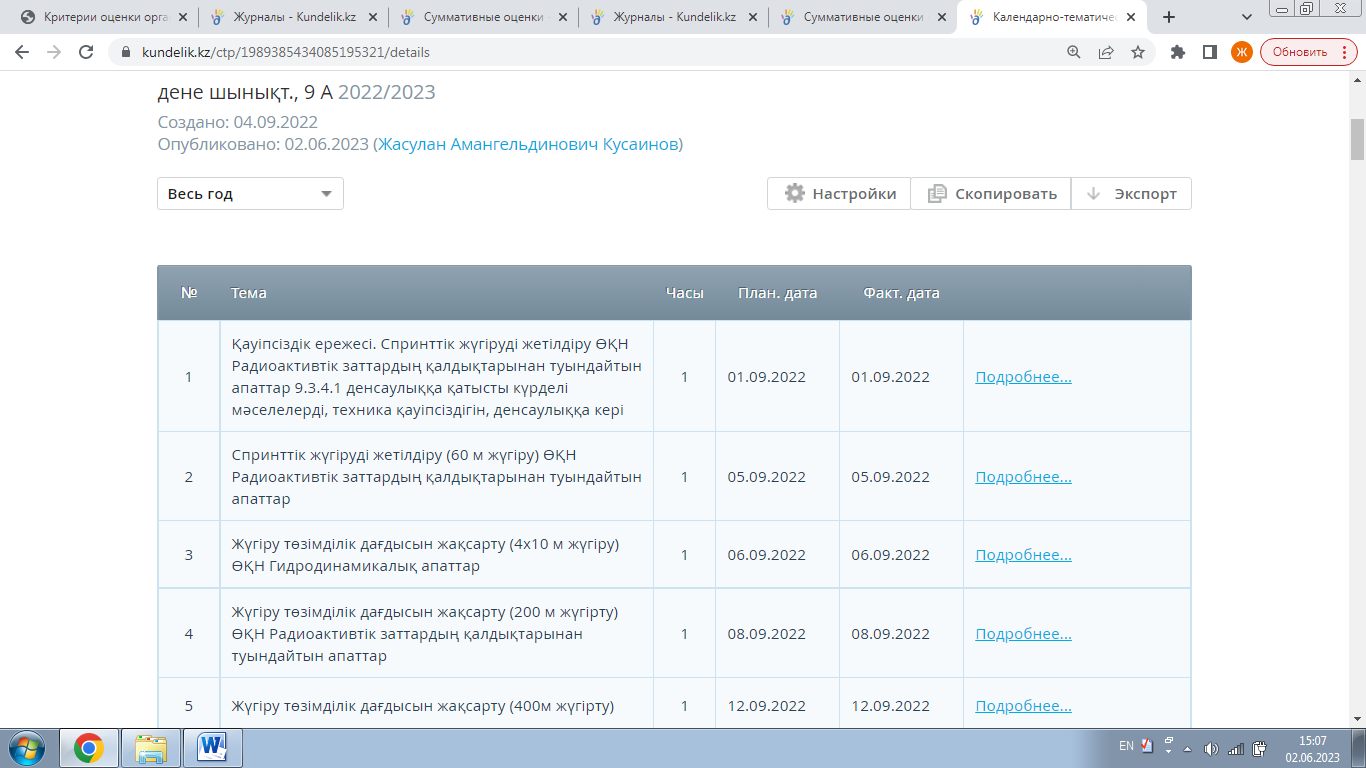 Критерии оценки орга
Журналы - Kundelik.kz
Суммативные оценки
Журналы - Kundelik.kz
Суммативные оценки
Календарно-тематичес
kundelik.kz/ctp/1989385434085195321/details
Ж
Обновить
дене шынықт., 9 А 2022/2023
Создано: 04.09.2022
Опубликовано: 02.06.2023 (Жасулан Амангельдинович Кусаинов)
Весь год
Настройки
Скопировать
Экспорт
№ Тема Часы План. дата Факт. дата
Қауіпсіздік ережесі. Спринттік жүгіруді жетілдіру ӨҚН
Радиоактивтік заттардың қалдықтарынан туындайтын
1 апаттар 9.3.4.1 денсаулыққа қатысты күрделі 1 01.09.2022 01.09.2022 Подробнее...
мәселелерді, техника қауіпсіздігін, денсаулыққа кері
Спринттік жүгіруді жетілдіру (60 м жүгіру) ӨҚН
2 Радиоактивтік заттардың қалдықтарынан туындайтын 1 05.09.2022 05.09.2022 Подробнее...
апаттар
3 Жүгіру төзімділік дағдысын жақсарту (4х10 м жүгіру) 1 06.09.2022 06.09.2022 Подробнее...
ӨҚН Гидродинамикалық апаттар
Жүгіру төзімділік дағдысын жақсарту (200 м жүгірту)
4 ӨҚН Радиоактивтік заттардың қалдықтарынан 1 08.09.2022 08.09.2022 Подробнее...
туындайтын апаттар
5 Жүгіру төзімділік дағдысын жақсарту (400м жүгірту) 1 12.09.2022 12.09.2022 Подробнее...
EN
15:07
02.06.2023